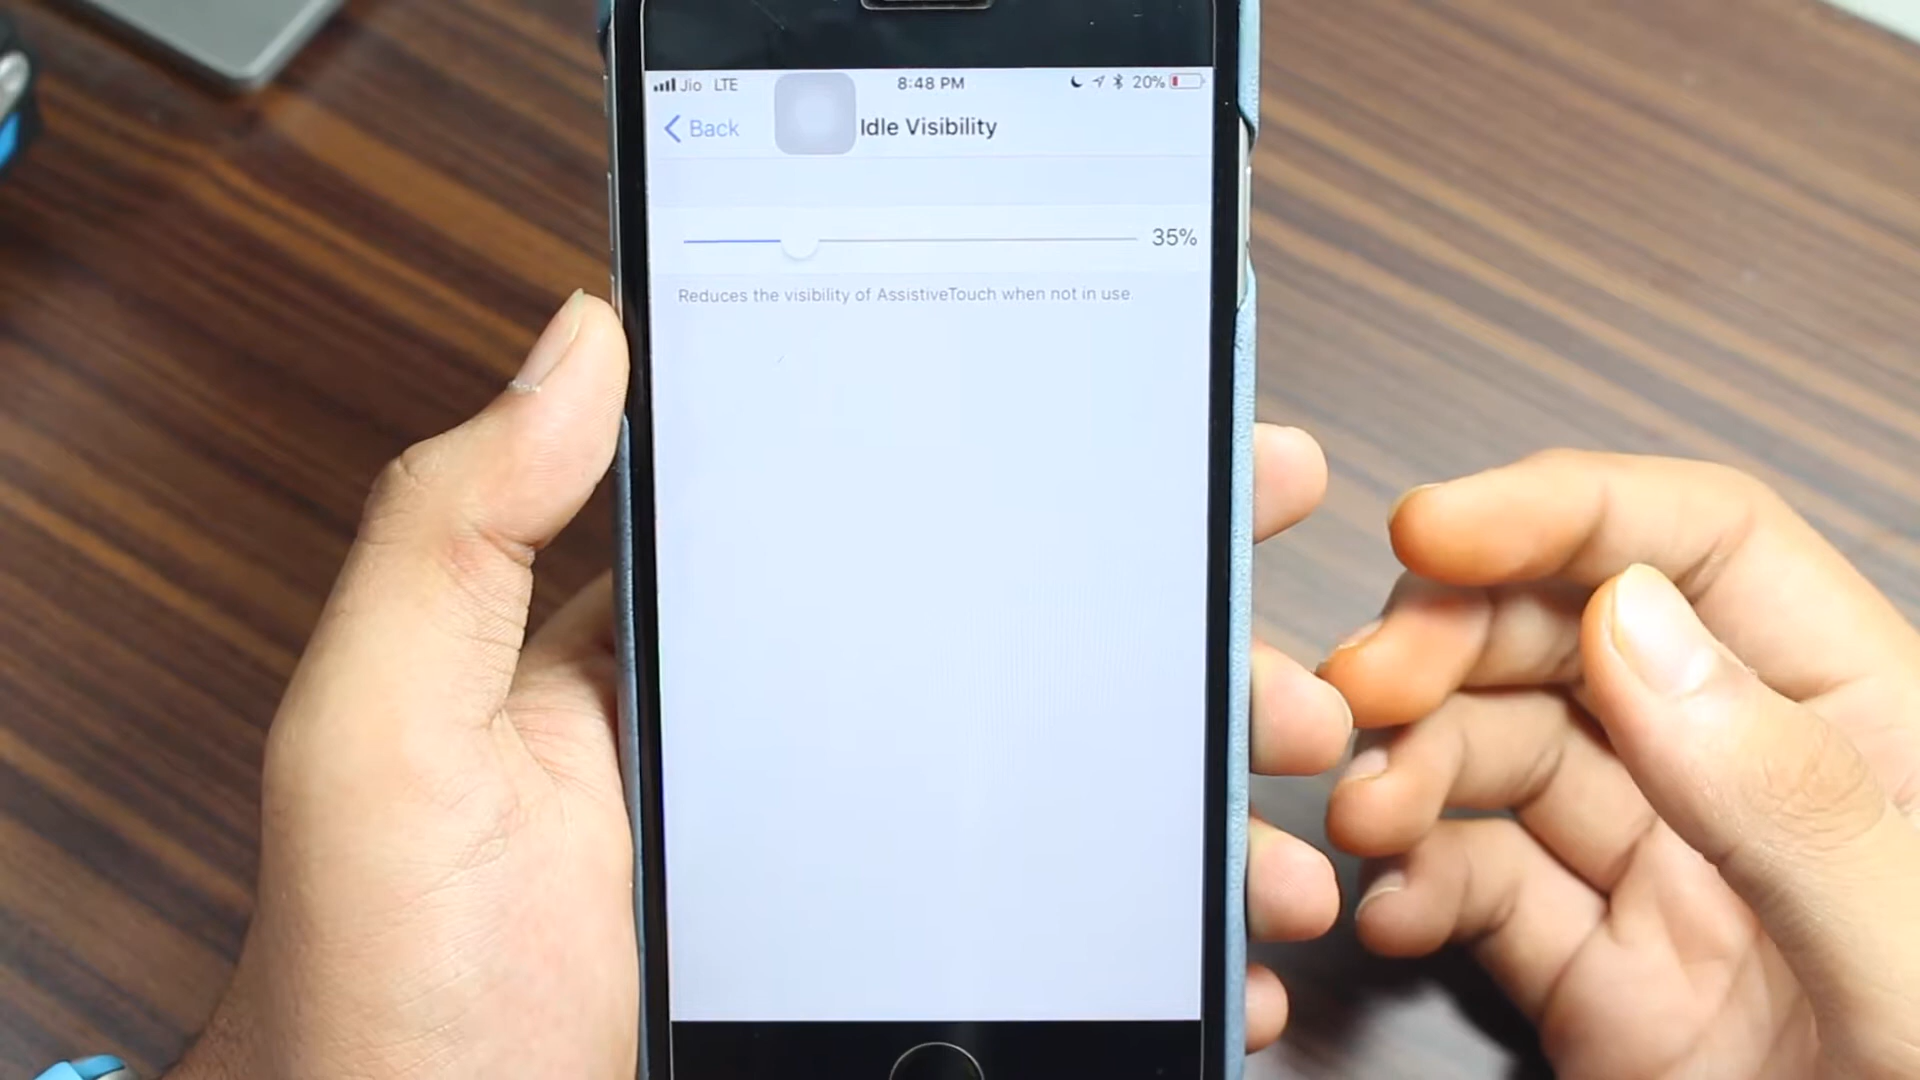 Jio LTE 8:48 PM 20%
Back Idle Visibility
35%
Reduces the visibility of AssistiveTouch when not in use.